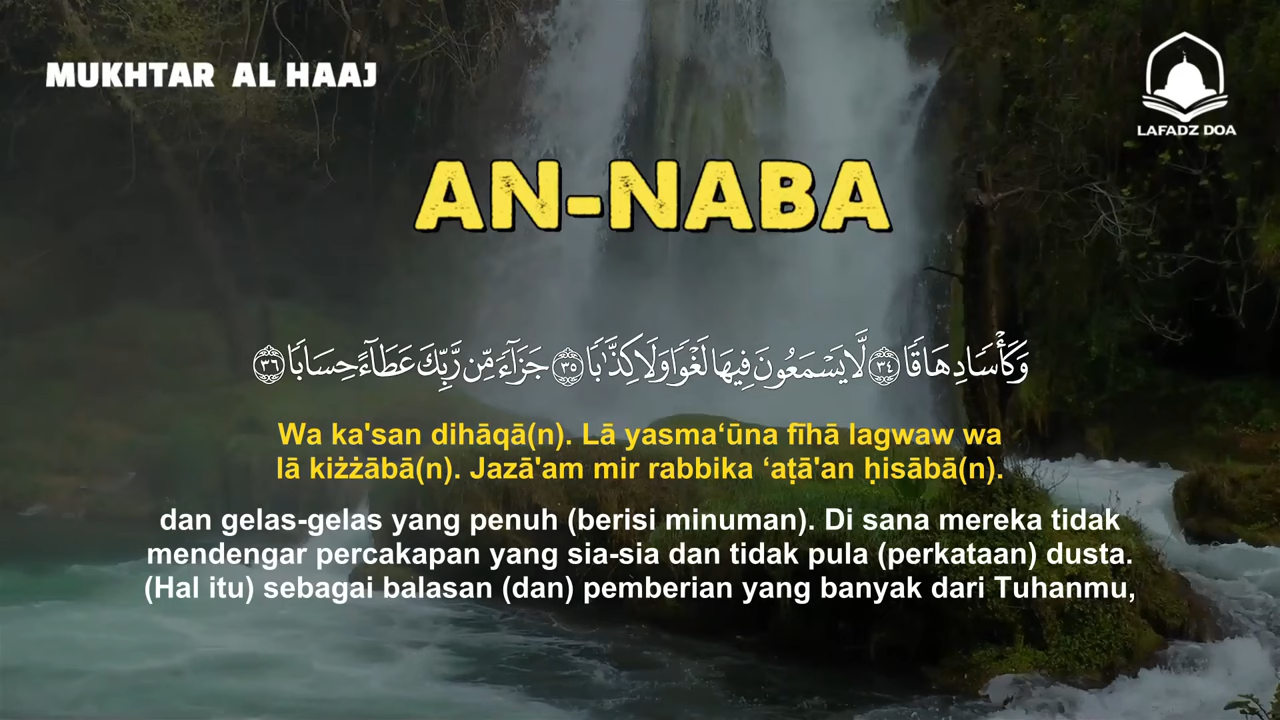 MUKHTAR AL HAAJ
LAFADZ DOA
AN-NABA
وَكَأْسًا دِهَاقًا ۝٣٤ لَّا يَسْمَعُونَ فِيهَا لَغْوًا وَلَا كِذَّٰبًا ۝٣٥ جَزَآءً مِّن رَّبِّكَ عَطَآءً حِسَابًا ۝٣٦
Wa ka'san dihāqā(n). Lā yasma‘ūna fīhā lagwaw wa
lā kiżżābā(n). Jazā'am mir rabbika ‘aṭā'an ḥisābā(n).
dan gelas-gelas yang penuh (berisi minuman). Di sana mereka tidak
mendengar percakapan yang sia-sia dan tidak pula (perkataan) dusta.
(Hal itu) sebagai balasan (dan) pemberian yang banyak dari Tuhanmu,